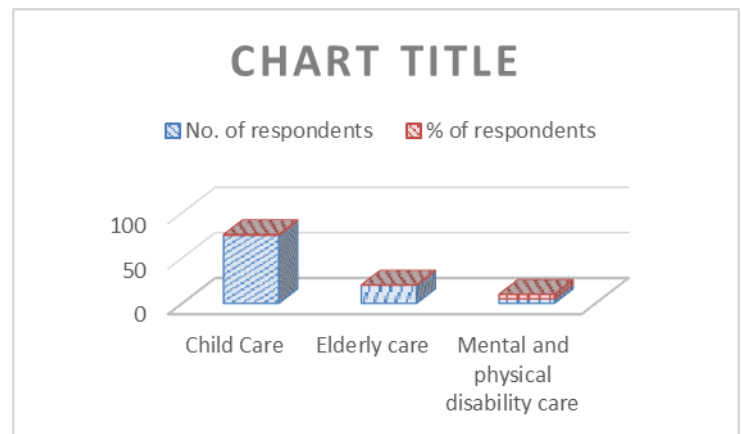 CHART TITLE
No. of respondents % of respondents
100
50
0
Child Care Elderly care Mental and
physical
disability care